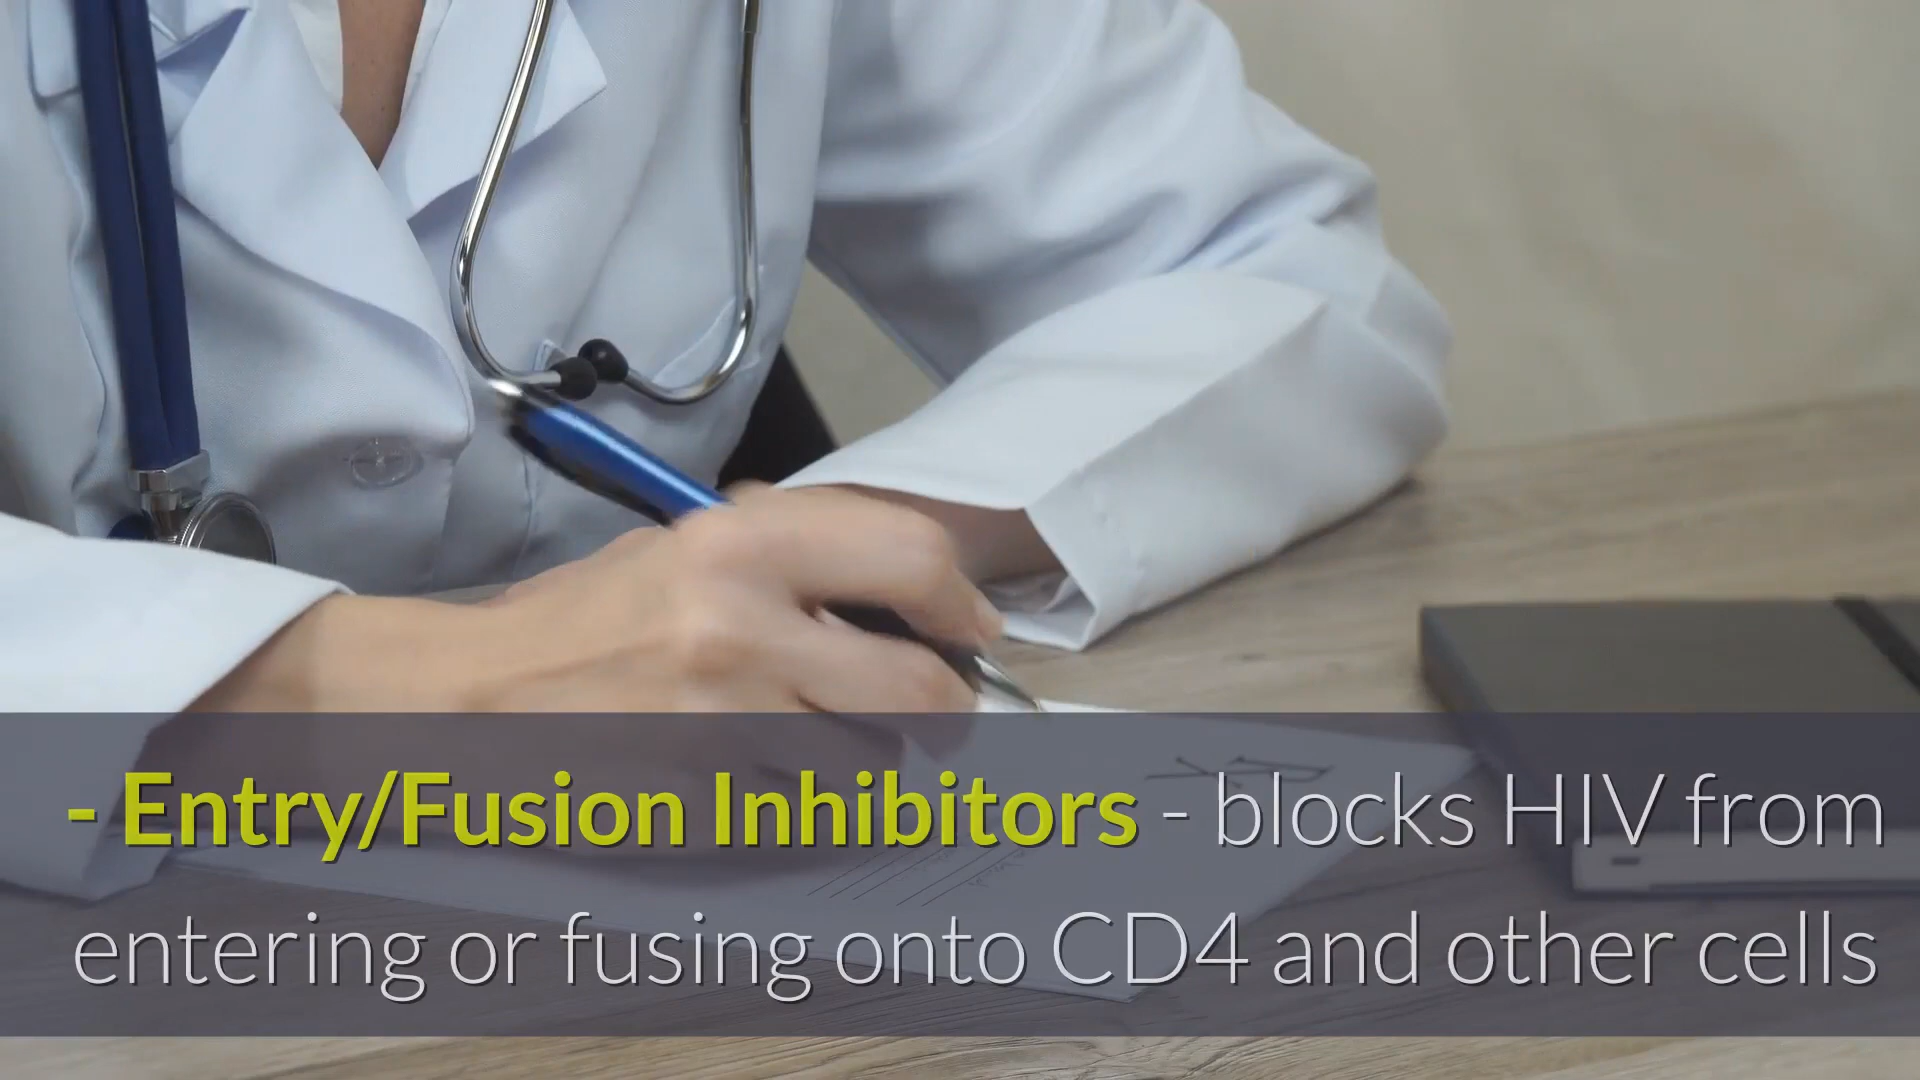 - Entry/Fusion Inhibitors - blocks HIV from
entering or fusing onto CD4 and other cells